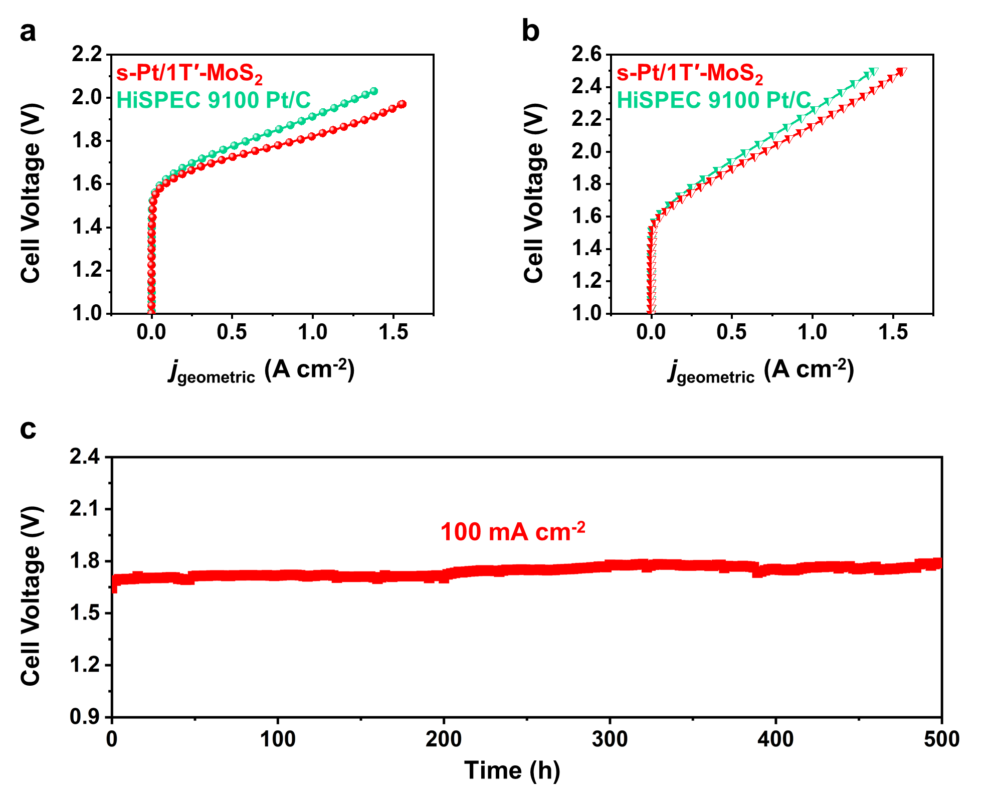 a
2.2
2.0
1.8
1.6
1.4
1.2
1.0
Cell Voltage (V)
s-Pt/1T′-MoS₂
HiSPEC 9100 Pt/C
0.0 0.5 1.0 1.5
jgeometric (A cm⁻²)
b
2.6
2.4
2.2
2.0
1.8
1.6
1.4
1.2
1.0
Cell Voltage (V)
s-Pt/1T′-MoS₂
HiSPEC 9100 Pt/C
0.0 0.5 1.0 1.5
jgeometric (A cm⁻²)
c
2.4
2.1
1.8
1.5
1.2
0.9
Cell Voltage (V)
100 mA cm⁻²
0 100 200 300 400 500
Time (h)